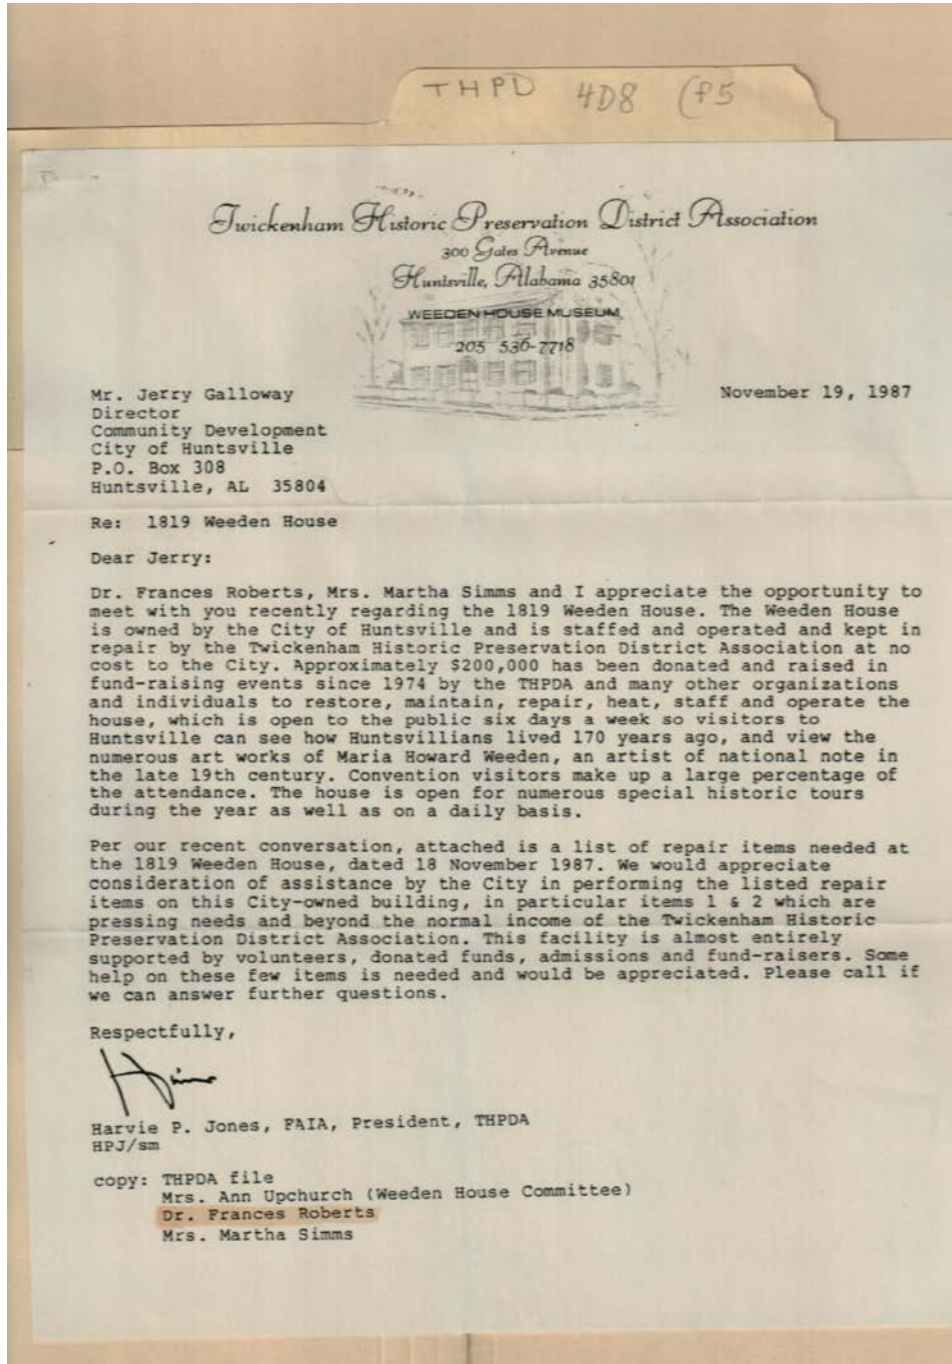 THPD 4D8 (f5
Twickenham Historic Preservation District Association
300 Gates Avenue
Huntsville, Alabama 35801
WEEDEN HOUSE MUSEUM
205 536-7718
Mr. Jerry Galloway
November 19, 1987
Director
Community Development
City of Huntsville
P.O. Box 308
Huntsville, AL 35804
Re: 1819 Weeden House
Dear Jerry:
Dr. Frances Roberts, Mrs. Martha Simms and I appreciate the opportunity to
meet with you recently regarding the 1819 Weeden House. The Weeden House
is owned by the City of Huntsville and is staffed and operated and kept in
repair by the Twickenham Historic Preservation District Association at no
cost to the City. Approximately $200,000 has been donated and raised in
fund-raising events since 1974 by the THPDA and many other organizations
and individuals to restore, maintain, repair, heat, staff and operate the
house, which is open to the public six days a week so visitors to
Huntsville can see how Huntsvillians lived 170 years ago, and view the
numerous art works of Maria Howard Weeden, an artist of national note in
the late 19th century. Convention visitors make up a large percentage of
the attendance. The house is open for numerous special historic tours
during the year as well as on a daily basis.
Per our recent conversation, attached is a list of repair items needed at
the 1819 Weeden House, dated 18 November 1987. We would appreciate
consideration of assistance by the City in performing the listed repair
items on this City-owned building, in particular items 1 & 2 which are
pressing needs and beyond the normal income of the Twickenham Historic
Preservation District Association. This facility is almost entirely
supported by volunteers, donated funds, admissions and fund-raisers. Some
help on these few items is needed and would be appreciated. Please call if
we can answer further questions.
Respectfully,
Harvie P. Jones, FAIA, President, THPDA
HPJ/sm
copy: THPDA file
Mrs. Ann Upchurch (Weeden House Committee)
Dr. Frances Roberts
Mrs. Martha Simms